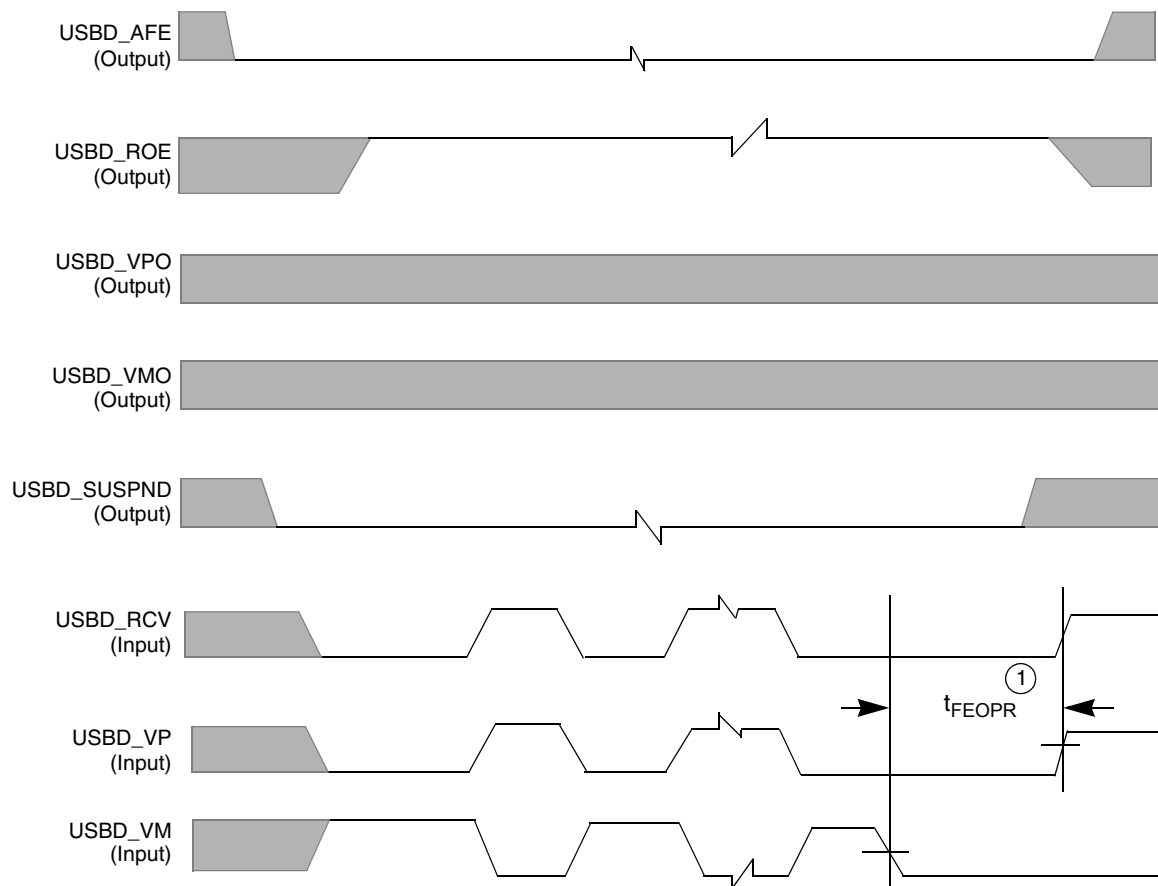 USBD_AFE
(Output)
USBD_ROE
(Output)
USBD_VPO
(Output)
USBD_VMO
(Output)
USBD_SUSPND
(Output)
USBD_RCV
(Input)
1
tFEOPR
USBD_VP
(Input)
USBD_VM
(Input)